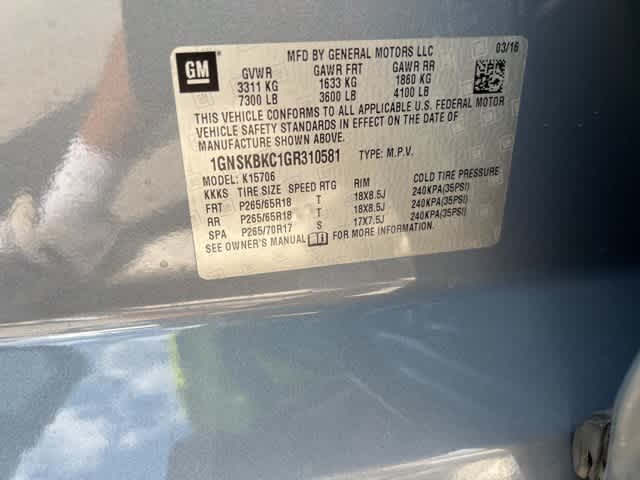 MFD BY GENERAL MOTORS LLC 03/16
GM
GVWR GAWR FRT GAWR RR
3311 KG 1633 KG 1860 KG
7300 LB 3600 LB 4100 LB
THIS VEHICLE CONFORMS TO ALL APPLICABLE U.S. FEDERAL MOTOR
VEHICLE SAFETY STANDARDS IN EFFECT ON THE DATE OF
MANUFACTURE SHOWN ABOVE.
1GNSKBKC1GR310581 TYPE: M.P.V.
MODEL: K15706
KKKS TIRE SIZE SPEED RTG RIM COLD TIRE PRESSURE
FRT P265/65R18 T 18X8.5J 240KPA(35PSI)
RR P265/65R18 T 18X8.5J 240KPA(35PSI)
SPA P265/70R17 S 17X7.5J 240KPA(35PSI)
SEE OWNER'S MANUAL FOR MORE INFORMATION.